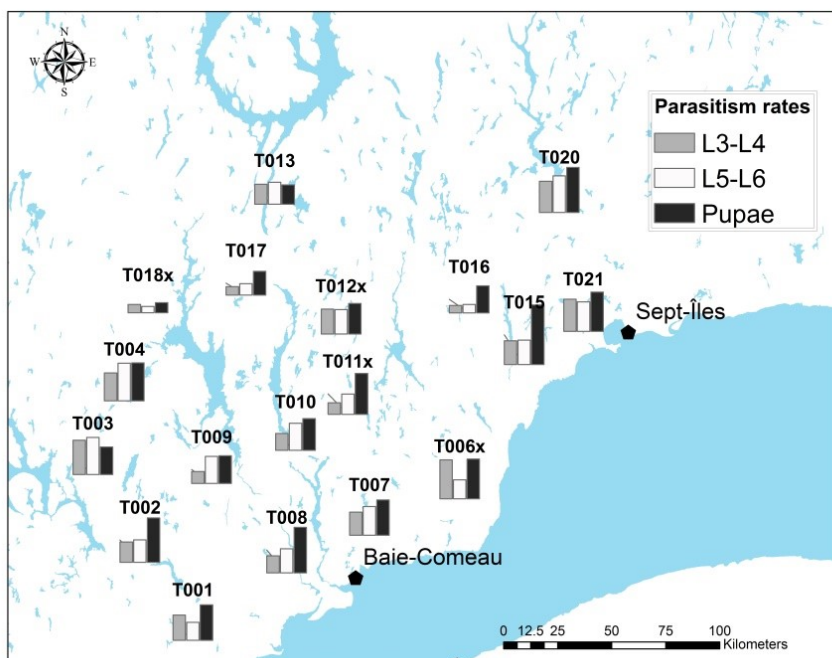 N
W E
S
T013
T020
Parasitism rates
L3-L4
L5-L6
Pupae
T017
T018x
T016
T012x
T021
T015
Sept-Îles
T004
T011x
T010
T003
T009
T006x
T007
T002
T008
Baie-Comeau
T001
0 12.5 25 50 75 100
Kilometers